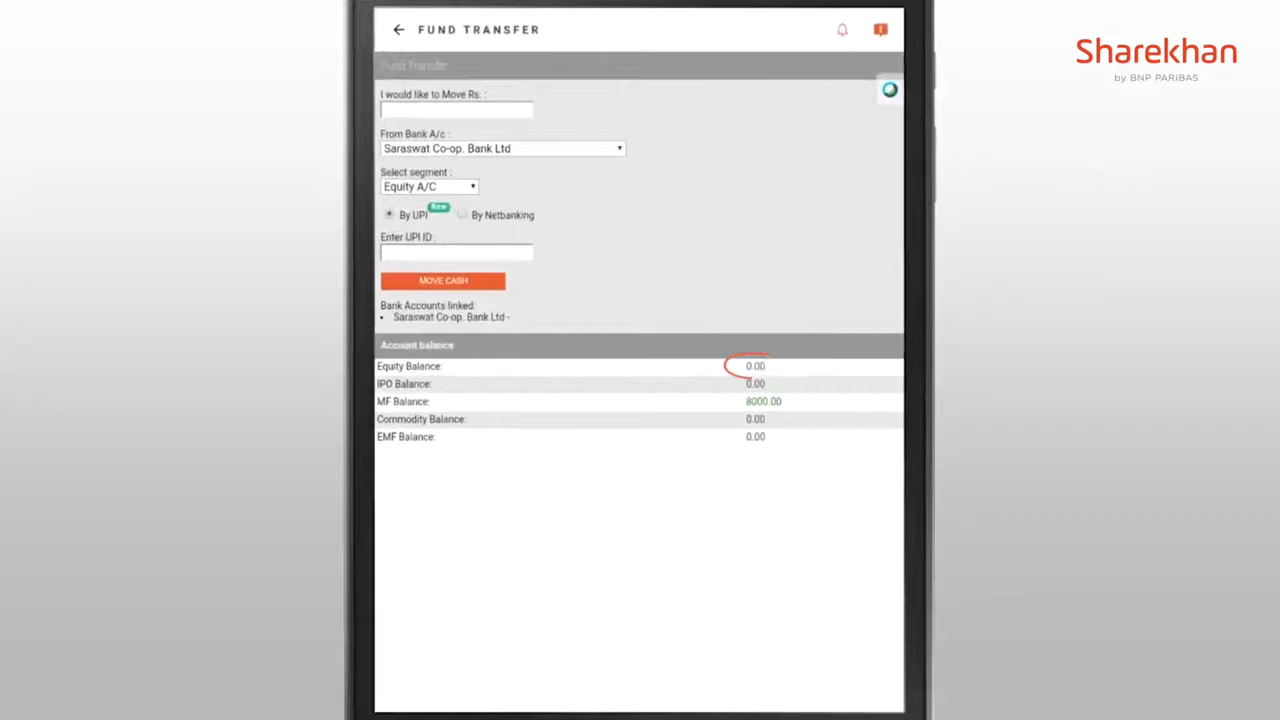 FUND TRANSFER
Sharekhan
by BNP PARIBAS
Fund Transfer
I would like to Move Rs. :
From Bank A/c :
Saraswat Co-op. Bank Ltd
Select segment :
Equity A/C
By UPI New By Netbanking
Enter UPI ID :
MOVE CASH
Bank Accounts linked:
• Saraswat Co-op. Bank Ltd -
Account balance
Equity Balance: 0.00
IPO Balance: 0.00
MF Balance: 8000.00
Commodity Balance: 0.00
EMF Balance: 0.00